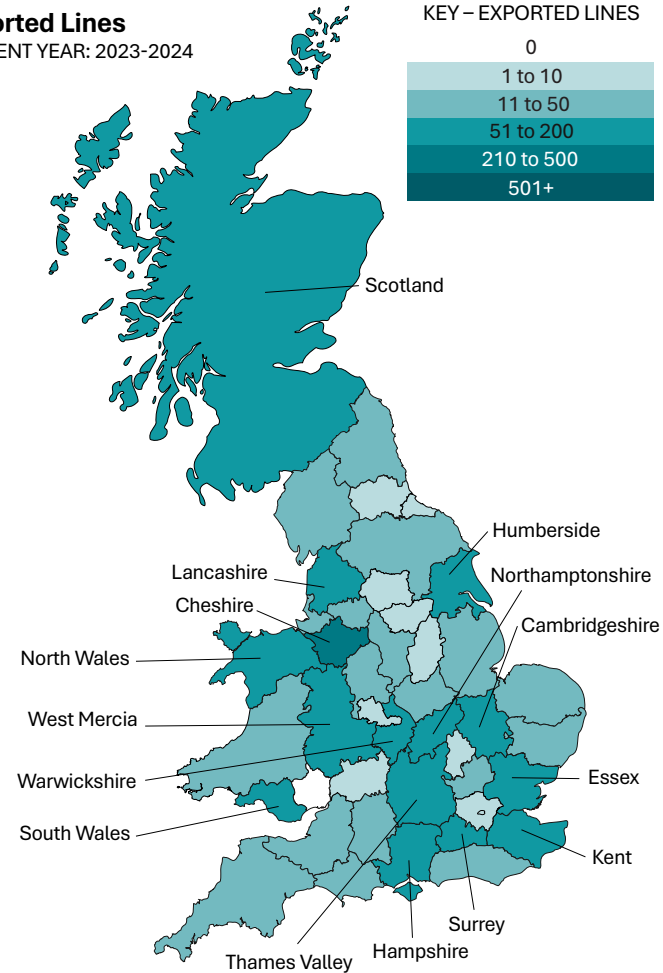 orted Lines
ENT YEAR: 2023-2024
KEY – EXPORTED LINES
0
1 to 10
11 to 50
51 to 200
210 to 500
501+
Scotland
Humberside
Lancashire
Northamptonshire
Cheshire
Cambridgeshire
North Wales
West Mercia
Warwickshire
Essex
South Wales
Kent
Surrey
Hampshire
Thames Valley